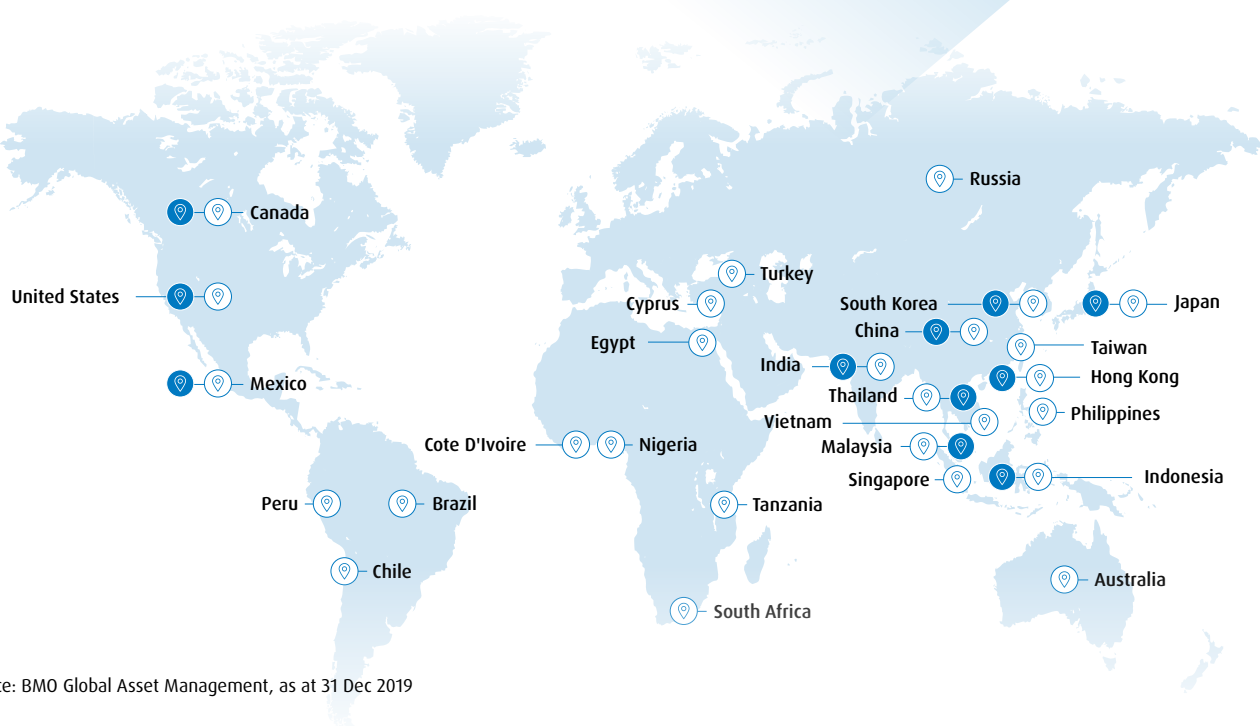 Russia
Canada
Turkey
United States
Cyprus
South Korea
Japan
China
Egypt
Taiwan
India
Hong Kong
Mexico
Thailand
Philippines
Vietnam
Cote D'Ivoire
Nigeria
Malaysia
Singapore
Indonesia
Peru
Brazil
Tanzania
Chile
Australia
South Africa
ce: BMO Global Asset Management, as at 31 Dec 2019